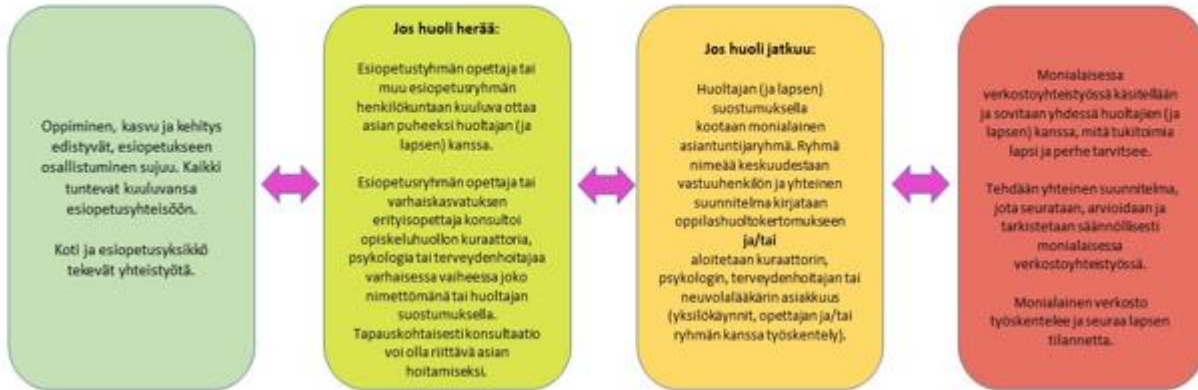 Oppiminen, kasvu ja kehitys
edistyvät, esiopetukseen
osallistuminen sujuu. Kaikki
tuntevat kuuluvansa
esiopetusyhteisöön.
Koti ja esiopetusyksikkö
tekevät yhteistyötä.
Jos huoli herää:
Esiopetustyhmän opettaja tai
muu esiopetusryhmän
henkilökuntaan kuuluva ottaa
asian puheeksi huoltajan (ja
lapsen) kanssa.
Esiopetusryhmän opettaja tai
varhaiskasvatuksen
erityisopettaja konsultoi
opiskeluhuollon kuraattoria,
psykologia tai terveydenhoitajaa
varhaisessa vaiheessa joko
nimettömänä tai huoltajan
suostumuksella.
Tapauskohtaisesti konsultaatio
voi olla riittävä asian
hoitamiseksi.
Jos huoli jatkuu:
Huoltajan (ja lapsen)
suostumuksella
kootaan monialainen
asiantuntijaryhmä. Ryhmä
nimeää keskuudestaan
vastuuhenkilön ja yhteinen
suunnitelma kirjataan
oppilashuoltokertomukseen
ja/tai
aloitetaan kuraattorin,
psykologin, terveydenhoitajan tai
neuvolalääkärin asiakkuus
(yksilökäynnit, opettajan ja/tai
ryhmän kanssa työskentely).
Monialaisessa
verkostoyhteistyössä käsitellään
ja sovitaan yhdessä huoltajien (ja
lapsen) kanssa, mitä tukitoimia
lapsi ja perhe tarvitsee.
Tehdään yhteinen suunnitelma,
jota seurataan, arvioidaan ja
tarkistetaan säännöllisesti
monialaisessa
verkostoyhteistyössä.
Monialainen verkosto
työskentelee ja seuraa lapsen
tilannetta.